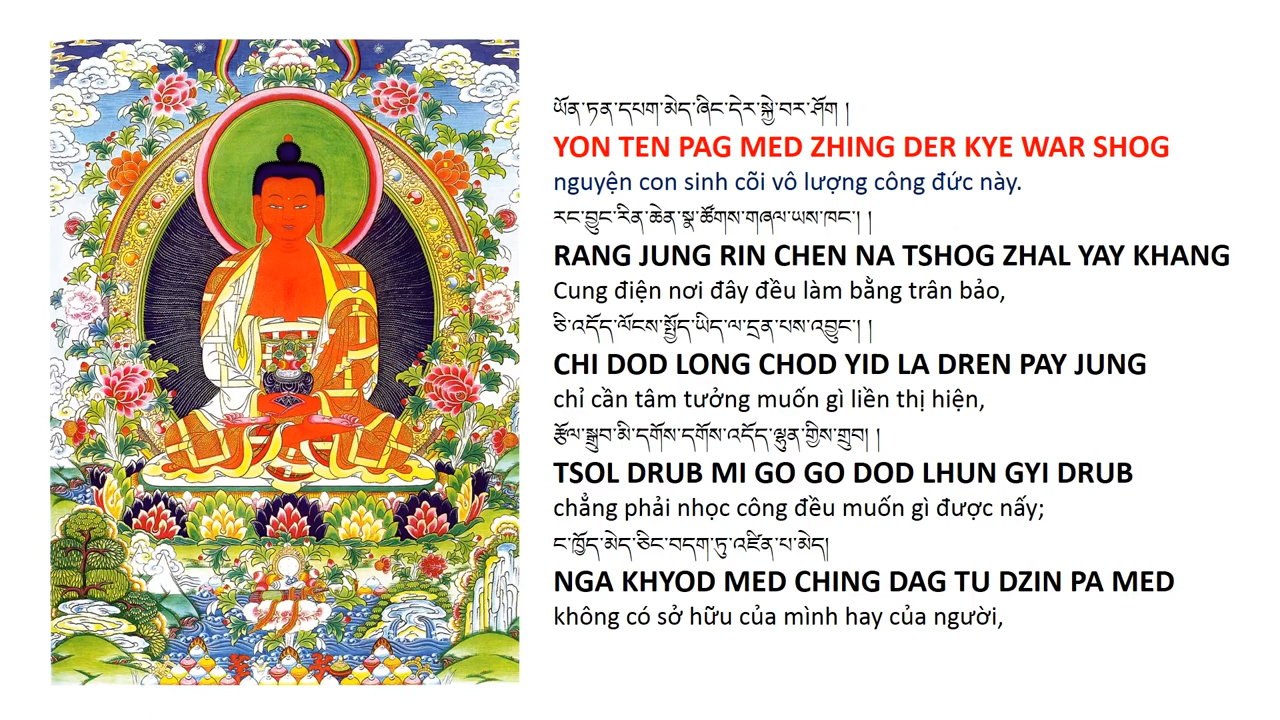 ཡོན་ཏན་དཔག་མེད་ཞིང་དེར་སྐྱེ་བར་ཤོག །
YON TEN PAG MED ZHING DER KYE WAR SHOG
nguyện con sinh cõi vô lượng công đức này.
རང་བྱུང་རིན་ཆེན་སྣ་ཚོགས་གཞལ་ཡས་ཁང་། །
RANG JUNG RIN CHEN NA TSHOG ZHAL YAY KHANG
Cung điện nơi đây đều làm bằng trân bảo,
ཅི་འདོད་ལོངས་སྤྱོད་ཡིད་ལ་དྲན་པས་འབྱུང་། །
CHI DOD LONG CHOD YID LA DREN PAY JUNG
chỉ cần tâm tưởng muốn gì liền thị hiện,
རྩོལ་སྒྲུབ་མི་དགོས་དགོས་འདོད་ལྷུན་གྱིས་གྲུབ། །
TSOL DRUB MI GO GO DOD LHUN GYI DRUB
chẳng phải nhọc công đều muốn gì được nấy;
ང་ཁྱོད་མེད་ཅིང་བདག་ཏུ་འཛིན་པ་མེད།
NGA KHYOD MED CHING DAG TU DZIN PA MED
không có sở hữu của mình hay của người,